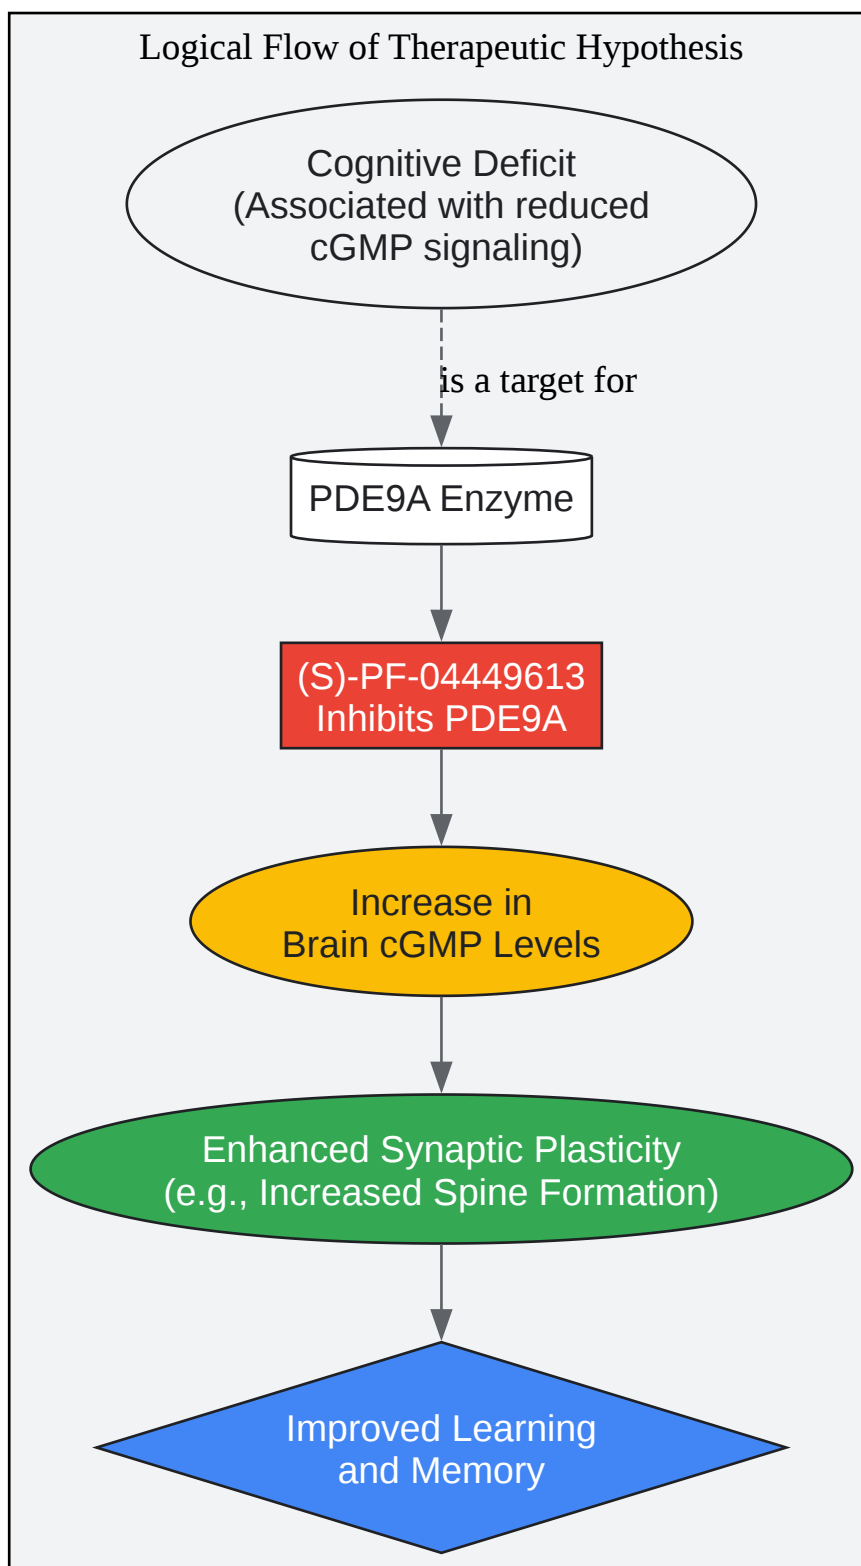 Logical Flow of Therapeutic Hypothesis
Cognitive Deficit
(Associated with reduced
cGMP signaling)
is a target for
PDE9A Enzyme
(S)-PF-04449613
Inhibits PDE9A
Increase in
Brain cGMP Levels
Enhanced Synaptic Plasticity
(e.g., Increased Spine Formation)
Improved Learning
and Memory